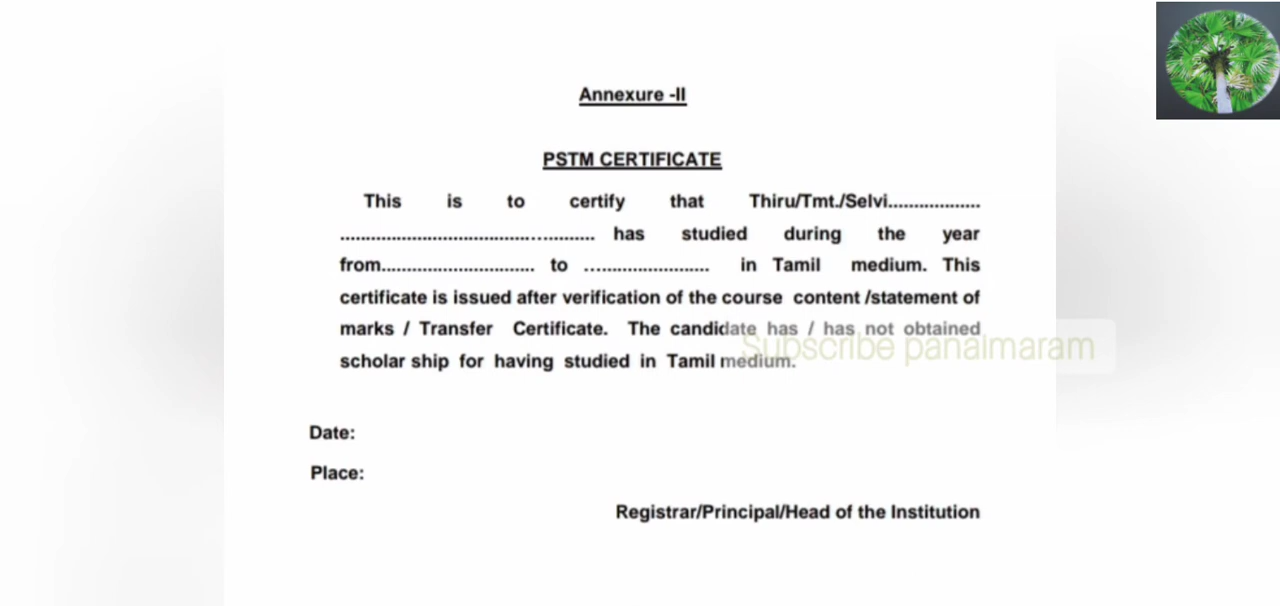 Annexure -II
PSTM CERTIFICATE
This is to certify that Thiru/Tmt./Selvi..................
.................................................. has studied during the year
from.............................. to ........................ in Tamil medium. This
certificate is issued after verification of the course content /statement of
marks / Transfer Certificate. The candidate has / has not obtained
Subscribe panaimaram
scholar ship for having studied in Tamil medium.
Date:
Place:
Registrar/Principal/Head of the Institution